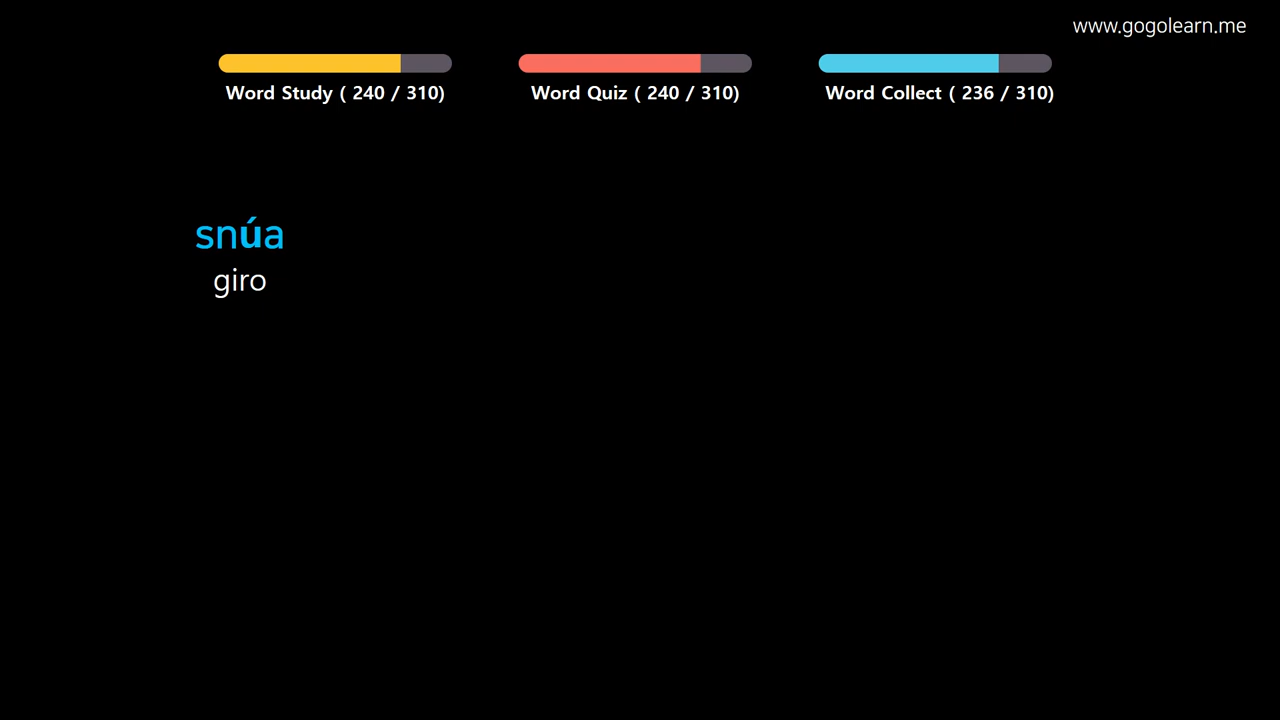 www.gogolearn.me
Word Study ( 240 / 310)
Word Quiz ( 240 / 310)
Word Collect ( 236 / 310)
snúa
giro